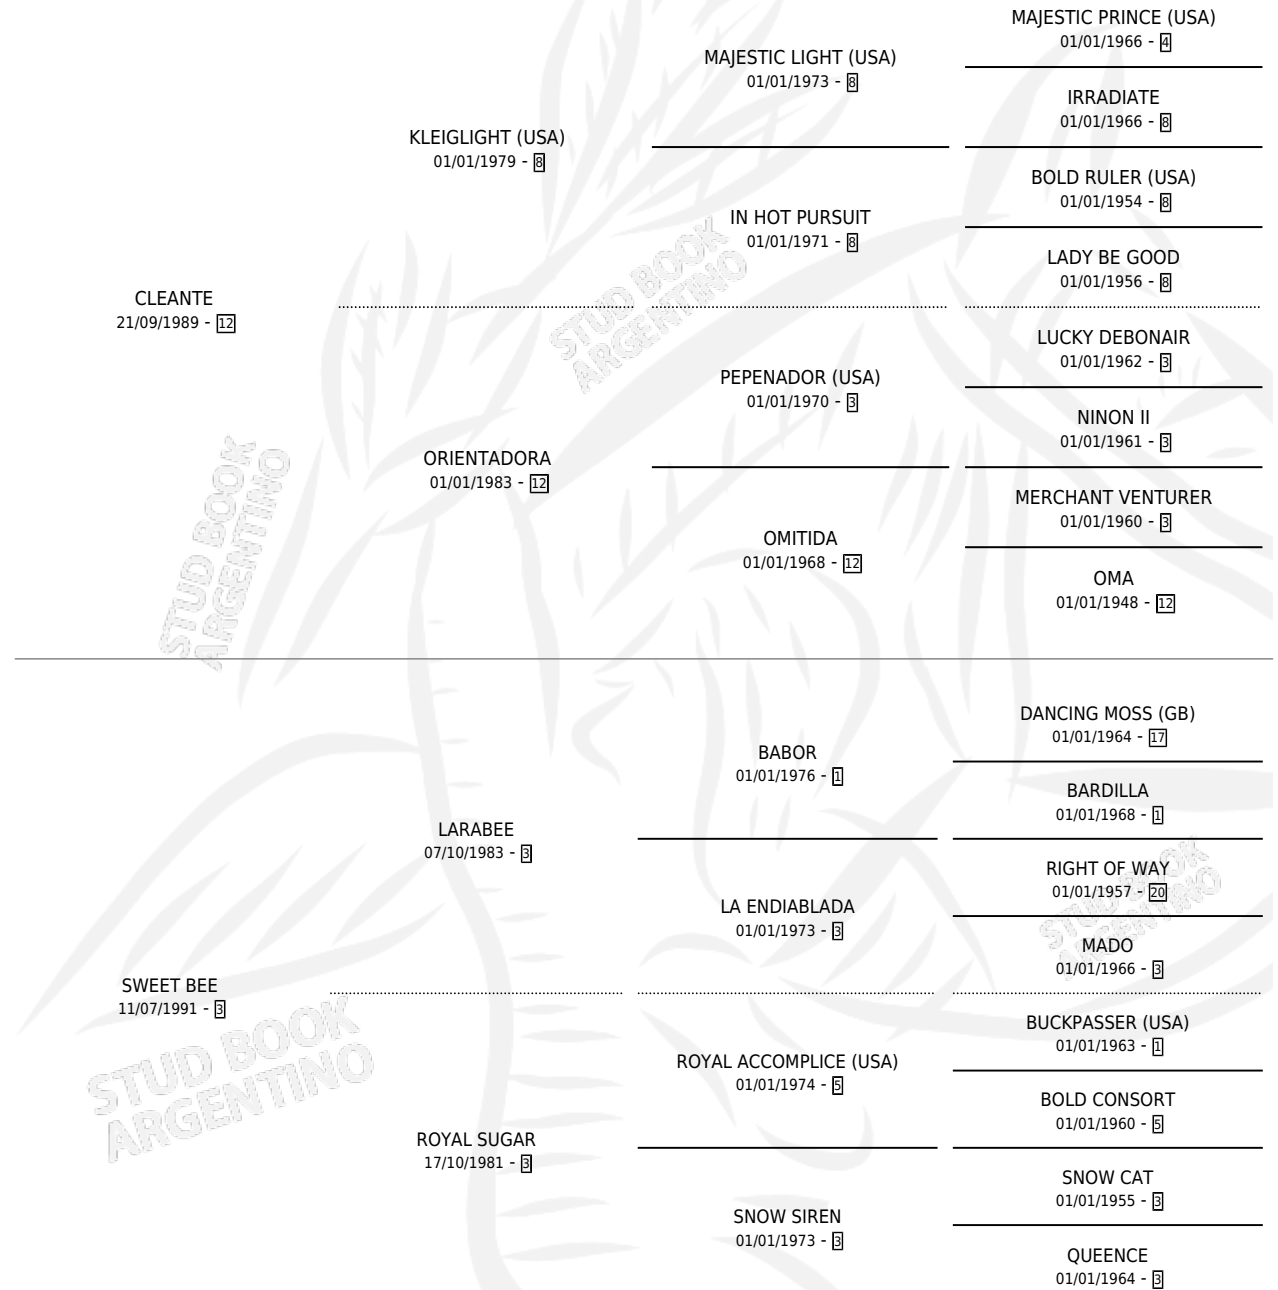 MAJESTIC PRINCE (USA)
01/01/1966 - 4
MAJESTIC LIGHT (USA)
01/01/1973 - 8
IRRADIATE
01/01/1966 - 8
KLEIGLIGHT (USA)
01/01/1979 - 8
BOLD RULER (USA)
01/01/1954 - 8
IN HOT PURSUIT
01/01/1971 - 8
LADY BE GOOD
01/01/1956 - 8
CLEANTE
21/09/1989 - 12
LUCKY DEBONAIR
01/01/1962 - 3
PEPENADOR (USA)
01/01/1970 - 3
NINON II
01/01/1961 - 3
ORIENTADORA
01/01/1983 - 12
MERCHANT VENTURER
01/01/1960 - 3
OMITIDA
01/01/1968 - 12
OMA
01/01/1948 - 12
DANCING MOSS (GB)
01/01/1964 - 17
BABOR
01/01/1976 - 1
BARDILLA
01/01/1968 - 1
LARABEE
07/10/1983 - 3
RIGHT OF WAY
01/01/1957 - 20
LA ENDIABLADA
01/01/1973 - 3
MADO
01/01/1966 - 3
SWEET BEE
11/07/1991 - 3
BUCKPASSER (USA)
01/01/1963 - 1
ROYAL ACCOMPLICE (USA)
01/01/1974 - 5
BOLD CONSORT
01/01/1960 - 5
ROYAL SUGAR
17/10/1981 - 3
SNOW CAT
01/01/1955 - 3
SNOW SIREN
01/01/1973 - 3
QUEENCE
01/01/1964 - 3
STUD BOOK
ARGENTINO
STUD BOOK
ARGENTINO
STUD BOOK
ARGENTINO
STUD BOOK
ARGENTINO